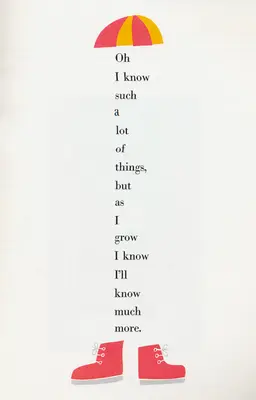 Oh
I know
such
a
lot
of
things,
but
as
I
grow
I know
I'll
know
much
more.